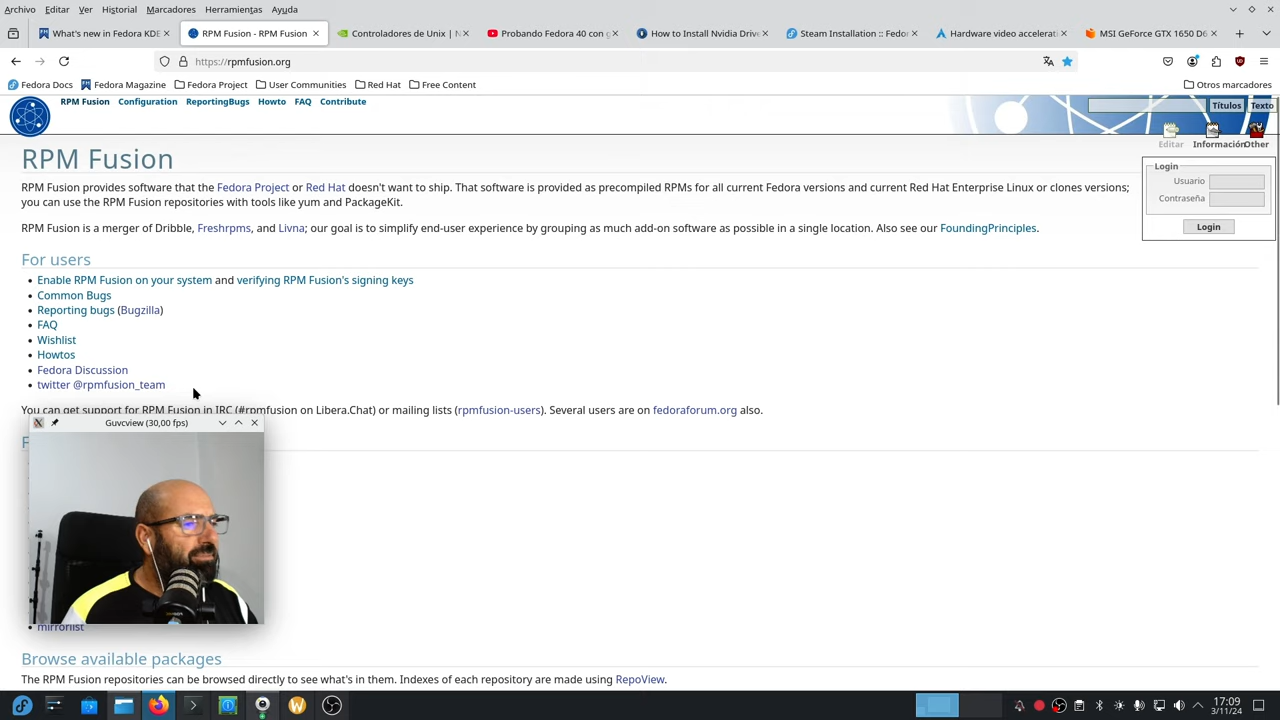 Archivo Editar Ver Historial Marcadores Herramientas Ayuda
What's new in Fedora KDE
RPM Fusion - RPM Fusion
Controladores de Unix | N
Probando Fedora 40 con g
How to Install Nvidia Drive
Steam Installation :: Fedo
Hardware video accelerati
MSI GeForce GTX 1650 D6
https://rpmfusion.org
Fedora Docs Fedora Magazine Fedora Project User Communities Red Hat Free Content Otros marcadores
RPM Fusion Configuration ReportingBugs Howto FAQ Contribute
Títulos Texto
Editar Información Other
RPM Fusion
Login
Usuario
Contraseña
Login
RPM Fusion provides software that the Fedora Project or Red Hat doesn't want to ship. That software is provided as precompiled RPMs for all current Fedora versions and current Red Hat Enterprise Linux or clones versions;
you can use the RPM Fusion repositories with tools like yum and PackageKit.
RPM Fusion is a merger of Dribble, Freshrpms, and Livna; our goal is to simplify end-user experience by grouping as much add-on software as possible in a single location. Also see our FoundingPrinciples.
For users
Enable RPM Fusion on your system and verifying RPM Fusion's signing keys
Common Bugs
Reporting bugs (Bugzilla)
FAQ
Wishlist
Howtos
Fedora Discussion
twitter @rpmfusion_team
You can get support for RPM Fusion in IRC (#rpmfusion on Libera.Chat) or mailing lists (rpmfusion-users). Several users are on fedoraforum.org also.
Guvcview (30,00 fps)
mirrorlist
Browse available packages
The RPM Fusion repositories can be browsed directly to see what's in them. Indexes of each repository are made using RepoView.
17:09
3/11/24